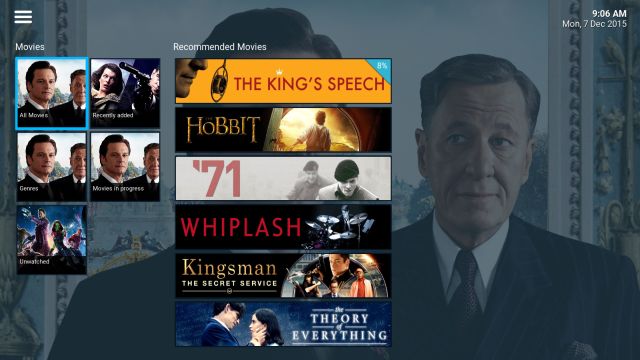 9:06 AM
Mon, 7 Dec 2015
Movies
Recommended Movies
All Movies
Recently added
Genres
Movies in progress
Unwatched
8%
THE KING'S SPEECH
THE HOBBIT
'71
WHIPLASH
Kingsman
THE SECRET SERVICE
the
THEORY
of
EVERYTHING